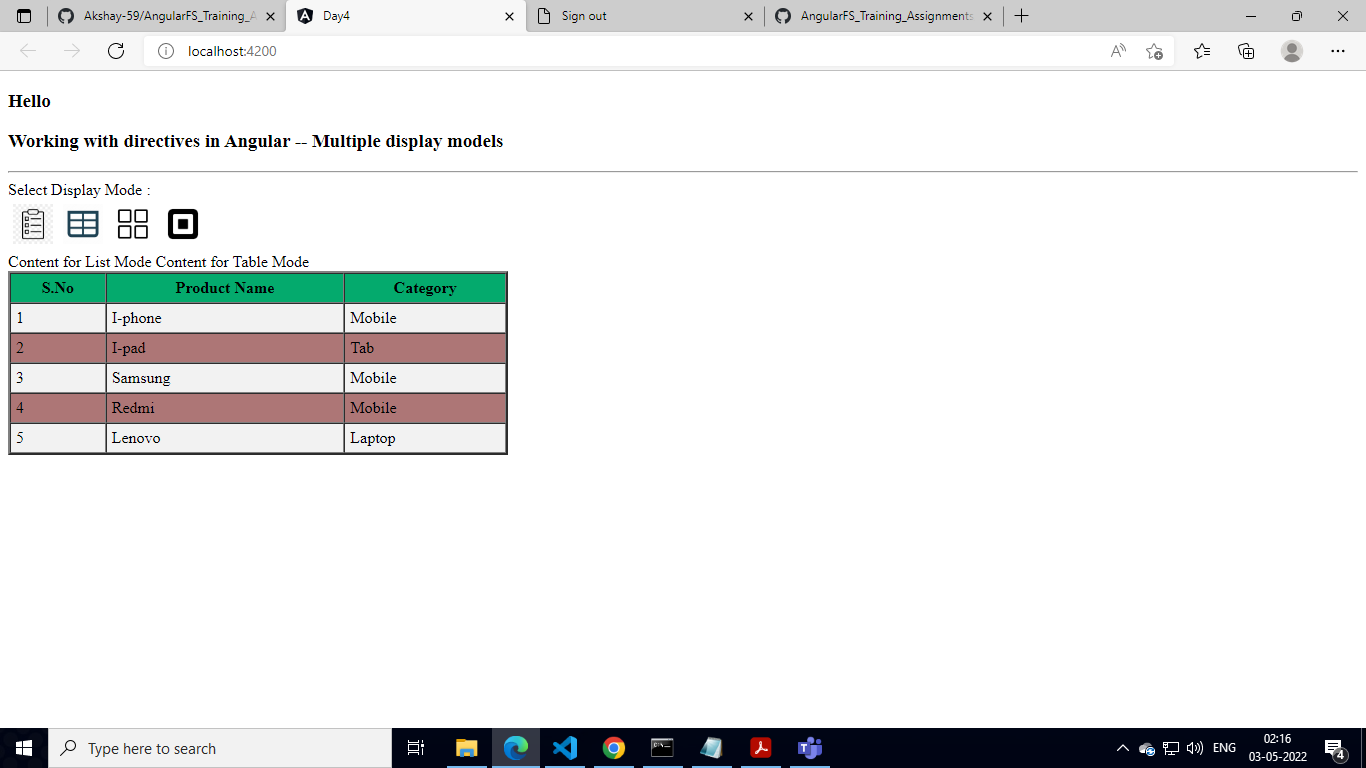 Akshay-59/AngularFS_Training_A
Day4
Sign out
AngularFS_Training_Assignments
localhost:4200
Hello
Working with directives in Angular -- Multiple display models
Select Display Mode :
Content for List Mode Content for Table Mode
S.No Product Name Category
1 I-phone Mobile
2 I-pad Tab
3 Samsung Mobile
4 Redmi Mobile
5 Lenovo Laptop
Type here to search
ENG
02:16
03-05-2022
4